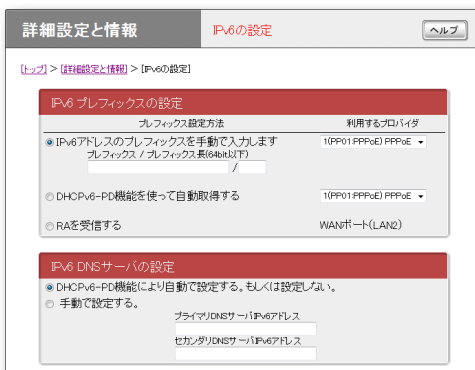 詳細設定と情報 IPv6の設定 ヘルプ
[トップ] > [詳細設定と情報] > [IPv6の設定]
IPv6 プレフィックスの設定
プレフィックス設定方法 利用するプロバイダ
IPv6アドレスのプレフィックスを手動で入力します 1(PP01:PPPoE) PPPoE
プレフィックス / プレフィックス長(64bit以下)
/
DHCPv6-PD機能を使って自動取得する 1(PP01:PPPoE) PPPoE
RAを受信する WANポート(LAN2)
IPv6 DNSサーバの設定
DHCPv6-PD機能により自動で設定する。もしくは設定しない。
手動で設定する。
プライマリDNSサーバIPv6アドレス
セカンダリDNSサーバIPv6アドレス